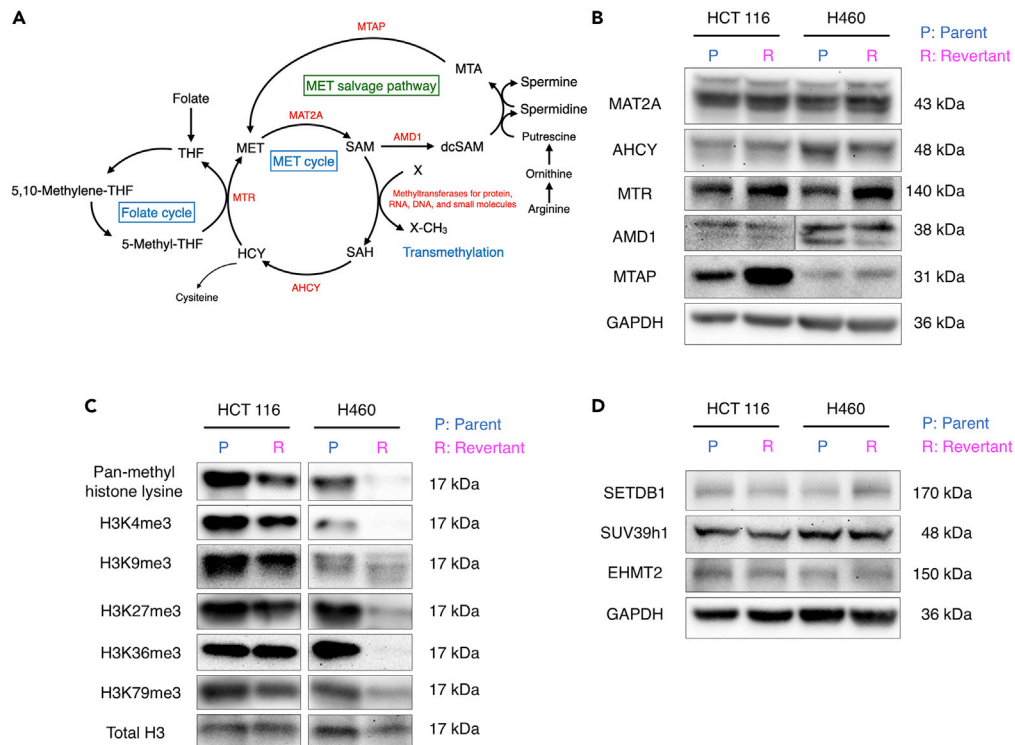 A
MTAP
MTA
MET salvage pathway
Spermine
Spermidine
Putrescine
Ornithine
Arginine
Folate
THF
MET
MAT2A
SAM
AMD1
dcSAM
MET cycle
X
Methyltransferases for protein,
RNA, DNA, and small molecules
X-CH3
Transmethylation
5,10-Methylene-THF
MTR
Folate cycle
5-Methyl-THF
HCY
SAH
AHCY
Cysiteine
B
HCT 116 H460
P R P R
P: Parent
R: Revertant
MAT2A 43 kDa
AHCY 48 kDa
MTR 140 kDa
AMD1 38 kDa
MTAP 31 kDa
GAPDH 36 kDa
C
HCT 116 H460
P R P R
P: Parent
R: Revertant
Pan-methyl
histone lysine 17 kDa
H3K4me3 17 kDa
H3K9me3 17 kDa
H3K27me3 17 kDa
H3K36me3 17 kDa
H3K79me3 17 kDa
Total H3 17 kDa
D
HCT 116 H460
P R P R
P: Parent
R: Revertant
SETDB1 170 kDa
SUV39h1 48 kDa
EHMT2 150 kDa
GAPDH 36 kDa